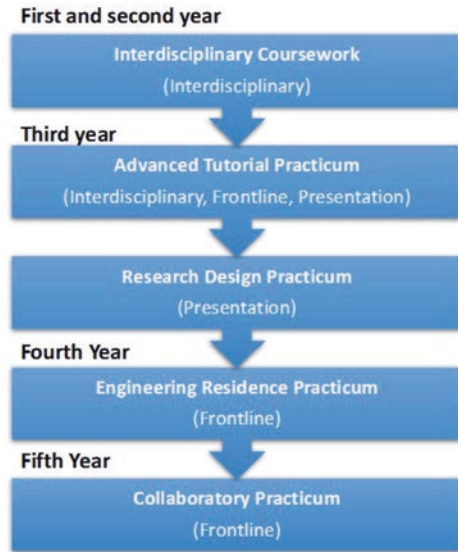 First and second year
Interdisciplinary Coursework
(Interdisciplinary)
Third year
Advanced Tutorial Practicum
(Interdisciplinary, Frontline, Presentation)
Research Design Practicum
(Presentation)
Fourth Year
Engineering Residence Practicum
(Frontline)
Fifth Year
Collaboratory Practicum
(Frontline)